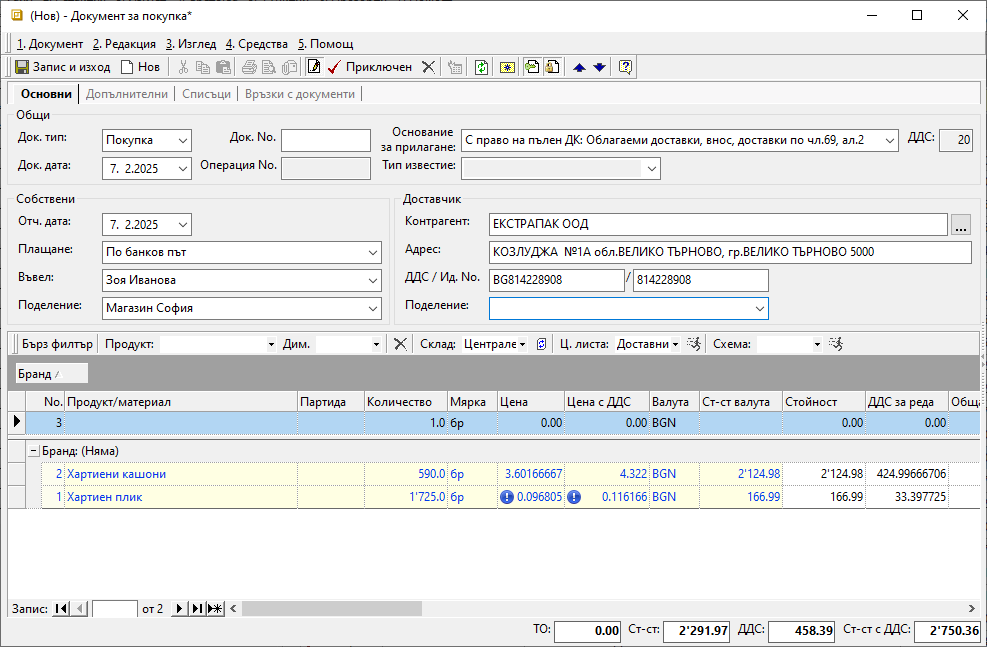 (Нов) - Документ за покупка*
1. Документ 2. Редакция 3. Изглед 4. Средства 5. Помощ
Запис и изход Нов Приключен
Основни Допълнителни Списъци Връзки с документи
Общи
Док. тип: Покупка Док. No. Основание за прилагане: С право на пълен ДК: Облагаеми доставки, внос, доставки по чл.69, ал.2 ДДС: 20
Док. дата: 7. 2.2025 Операция No. Тип известие:
Собствени
Отч. дата: 7. 2.2025
Плащане: По банков път
Въвел: Зоя Иванова
Поделение: Магазин София
Доставчик
Контрагент: ЕКСТРАПАК ООД ...
Адрес: КОЗЛУДЖА №1А обл.ВЕЛИКО ТЪРНОВО, гр.ВЕЛИКО ТЪРНОВО 5000
ДДС / Ид. No. BG814228908 / 814228908
Поделение:
Бърз филтър Продукт: Дим. Склад: Централе Ц. листа: Доставни Схема:
Бранд
No. Продукт/материал Партида Количество Мярка Цена Цена с ДДС Валута Ст-ст валута Стойност ДДС за реда Обща
3 1.0 бр 0.00 0.00 BGN 0.00 0.00
Бранд: (Няма)
2 Хартиени кашони 590.0 бр 3.60166667 4.322 BGN 2'124.98 2'124.98 424.99666706
1 Хартиен плик 1'725.0 бр 0.096805 0.116166 BGN 166.99 166.99 33.397725
Запис: от 2
ТО: 0.00 Ст-ст: 2'291.97 ДДС: 458.39 Ст-ст с ДДС: 2'750.36